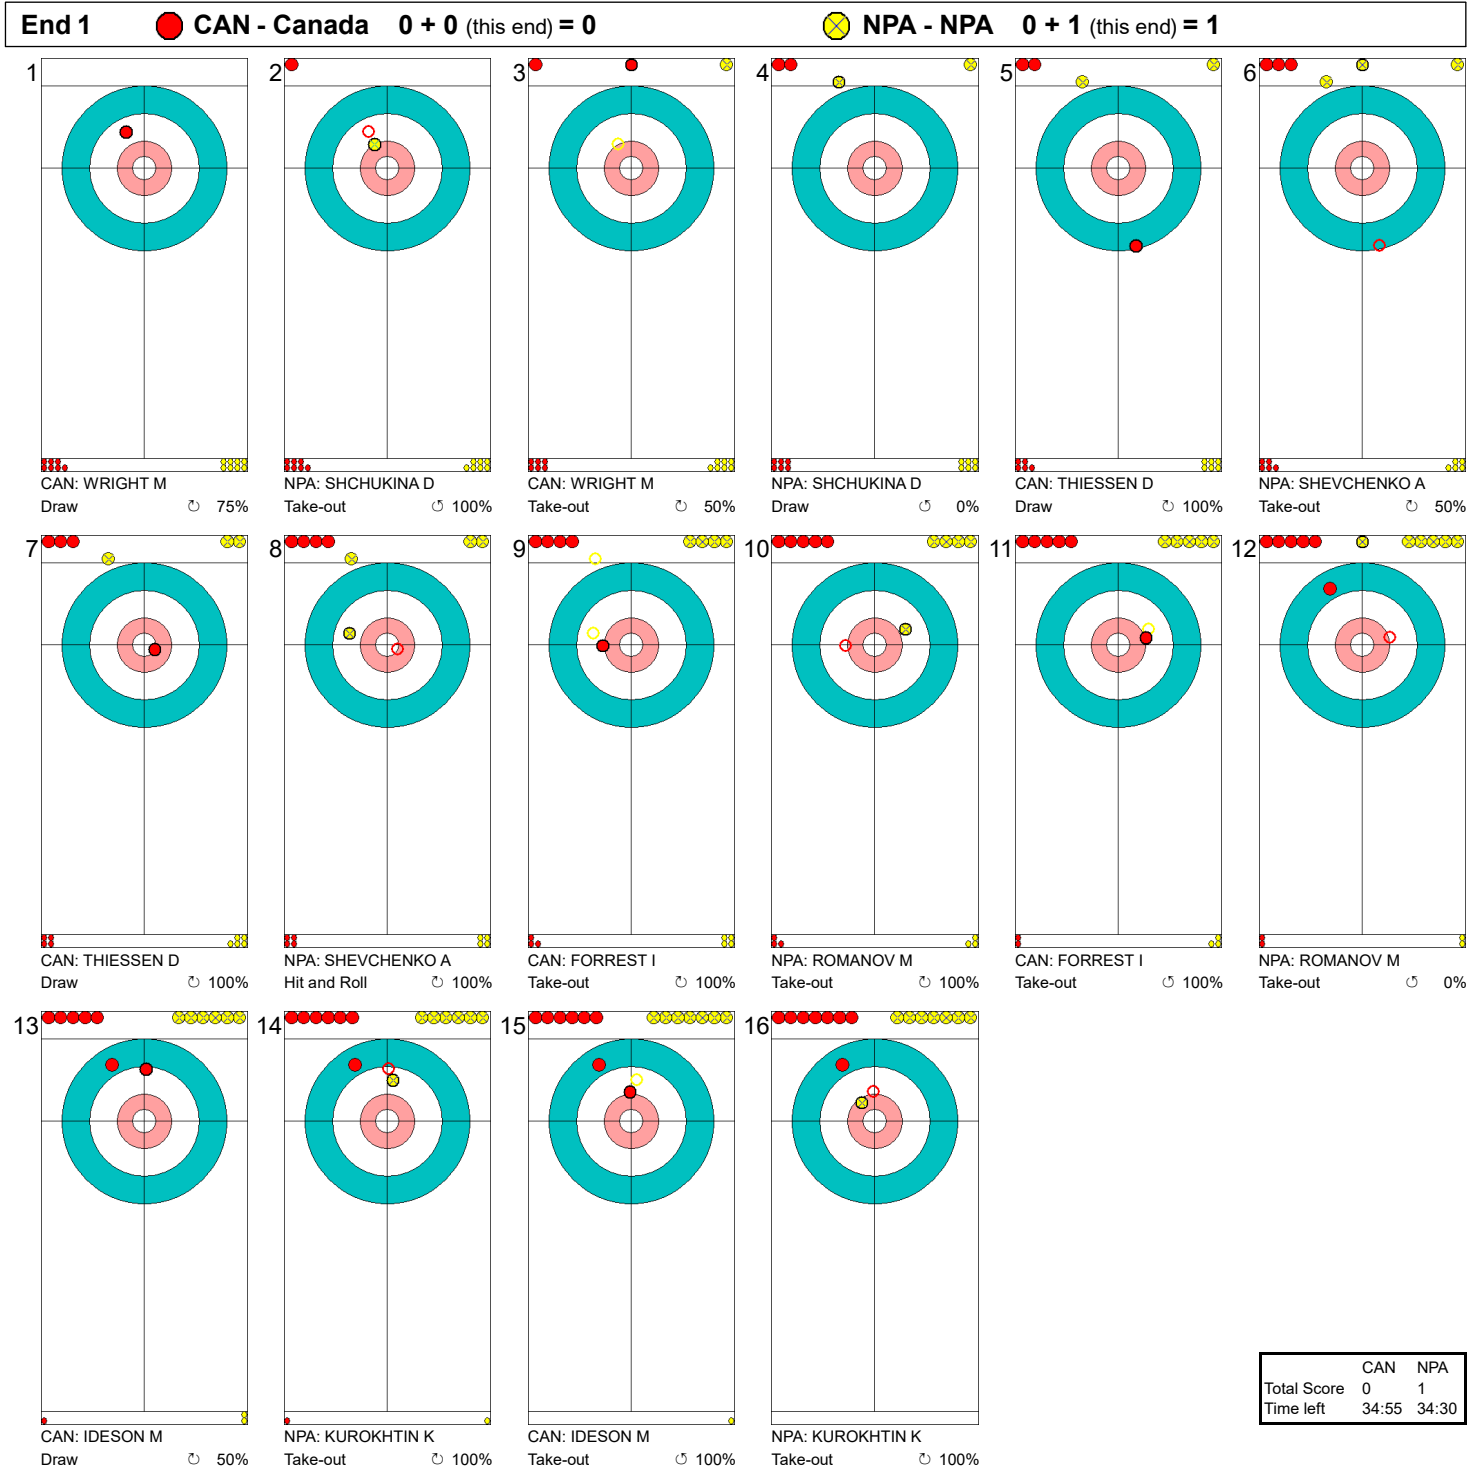 End 1 CAN - Canada 0 + 0 (this end) = 0 NPA - NPA 0 + 1 (this end) = 1
1 2 3 4 5 6
CAN: WRIGHT M NPA: SHCHUKINA D CAN: WRIGHT M NPA: SHCHUKINA D CAN: THIESSEN D NPA: SHEVCHENKO A
Draw ↻ 75% Take-out ↺ 100% Take-out ↻ 50% Draw ↺ 0% Draw ↺ 100% Take-out ↻ 50%
7 8 9 10 11 12
CAN: THIESSEN D NPA: SHEVCHENKO A CAN: FORREST I NPA: ROMANOV M CAN: FORREST I NPA: ROMANOV M
Draw ↻ 100% Hit and Roll ↻ 100% Take-out ↻ 100% Take-out ↻ 100% Take-out ↺ 100% Take-out ↺ 0%
13 14 15 16
CAN: IDESON M NPA: KUROKHTIN K CAN: IDESON M NPA: KUROKHTIN K
Draw ↻ 50% Take-out ↺ 100% Take-out ↺ 100% Take-out ↻ 100%
CAN NPA
Total Score 0 1
Time left 34:55 34:30